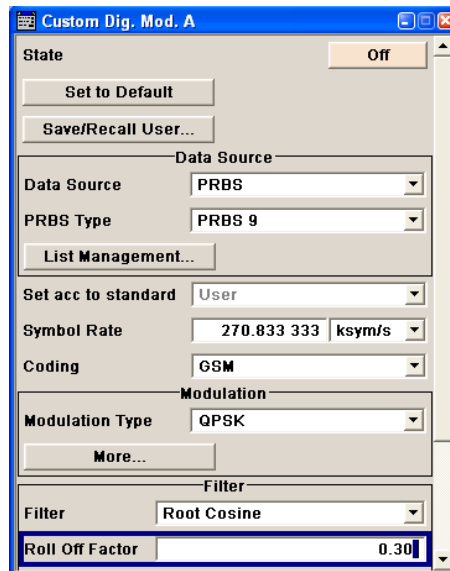 Custom Dig. Mod. A
State Off
Set to Default
Save/Recall User...
Data Source
Data Source PRBS
PRBS Type PRBS 9
List Management...
Set acc to standard User
Symbol Rate 270.833 333 ksym/s
Coding GSM
Modulation
Modulation Type QPSK
More...
Filter
Filter Root Cosine
Roll Off Factor 0.30